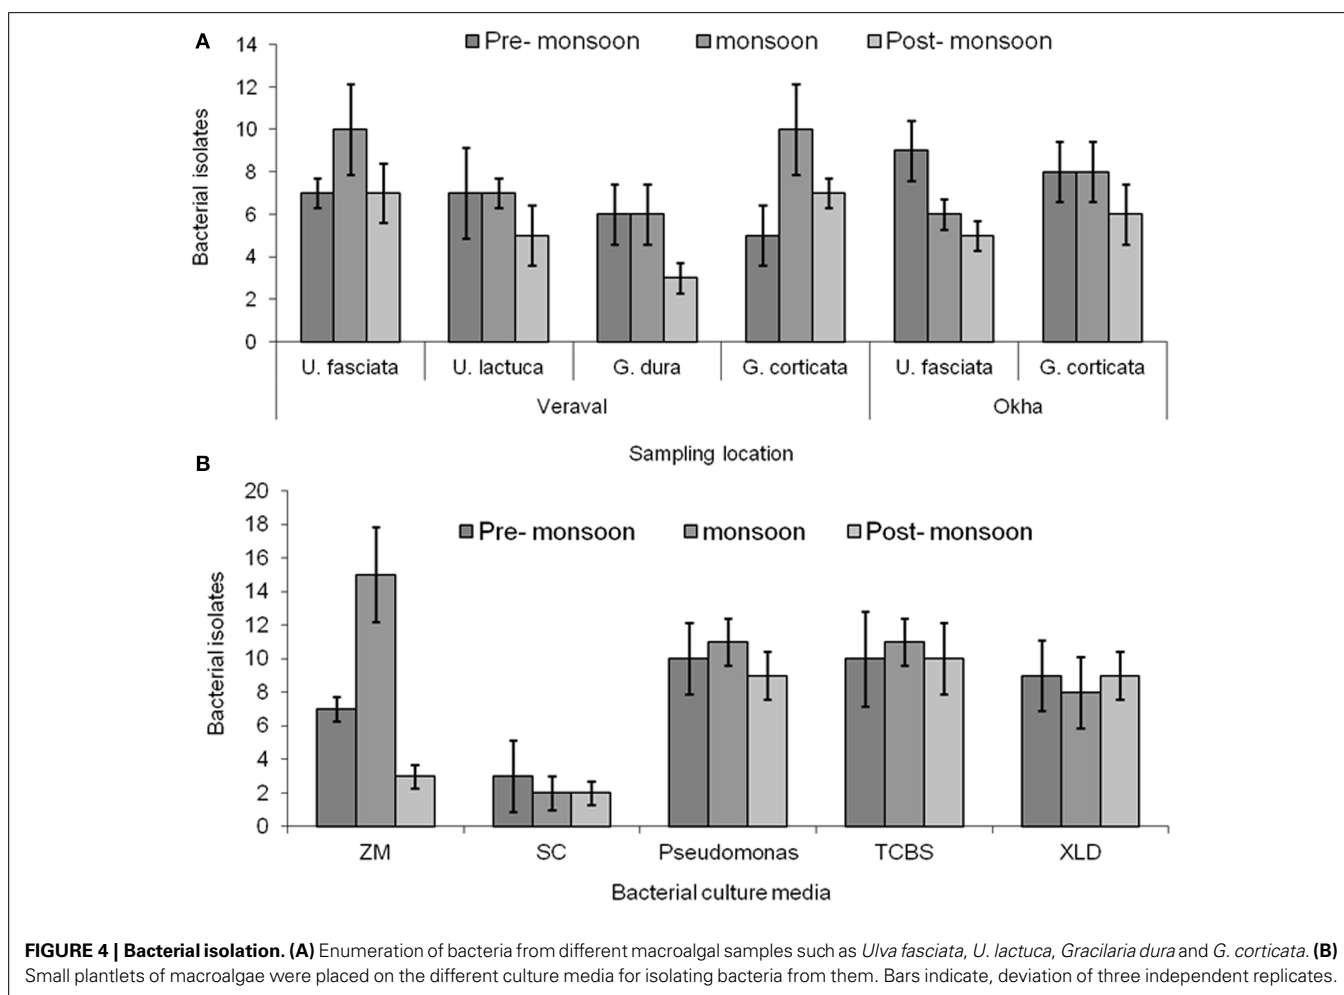 A
Pre- monsoon monsoon Post- monsoon
14
12
10
8
6
4
2
0
Bacterial isolates
U. fasciata U. lactuca G. dura G. corticata U. fasciata G. corticata
Veraval Okha
Sampling location
B
Pre- monsoon monsoon Post- monsoon
20
18
16
14
12
10
8
6
4
2
0
Bacterial isolates
ZM SC Pseudomonas TCBS XLD
Bacterial culture media
FIGURE 4 | Bacterial isolation. (A) Enumeration of bacteria from different macroalgal samples such as Ulva fasciata, U. lactuca, Gracilaria dura and G. corticata. (B)
Small plantlets of macroalgae were placed on the different culture media for isolating bacteria from them. Bars indicate, deviation of three independent replicates.